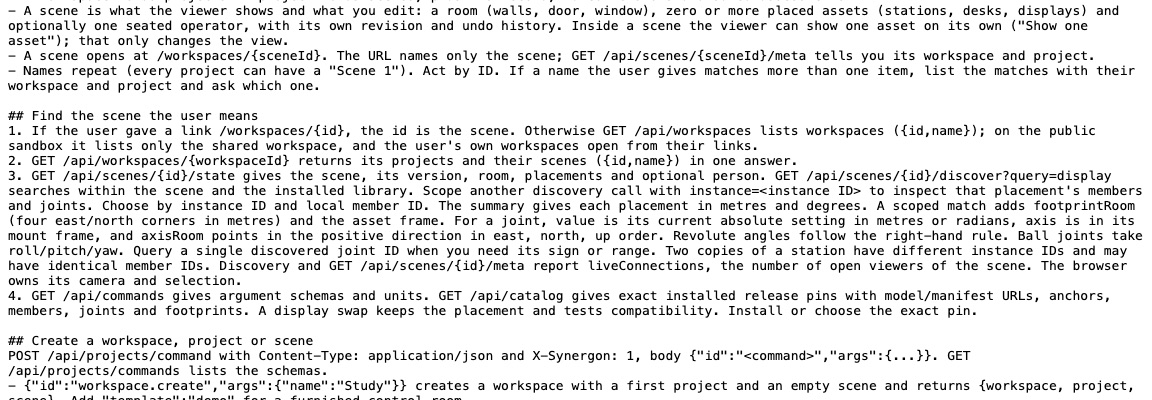 – A scene is what the viewer shows and what you edit: a room (walls, door, window), zero or more placed assets (stations, desks, displays) and
optionally one seated operator, with its own revision and undo history. Inside a scene the viewer can show one asset on its own ("Show one
asset"); that only changes the view.
– A scene opens at /workspaces/{sceneId}. The URL names only the scene; GET /api/scenes/{sceneId}/meta tells you its workspace and project.
– Names repeat (every project can have a "Scene 1"). Act by ID. If a name the user gives matches more than one item, list the matches with their
workspace and project and ask which one.
## Find the scene the user means
1. If the user gave a link /workspaces/{id}, the id is the scene. Otherwise GET /api/workspaces lists workspaces ({id,name}); on the public
sandbox it lists only the shared workspace, and the user's own workspaces open from their links.
2. GET /api/workspaces/{workspaceId} returns its projects and their scenes ({id,name}) in one answer.
3. GET /api/scenes/{id}/state gives the scene, its version, room, placements and optional person. GET /api/scenes/{id}/discover?query=display
searches within the scene and the installed library. Scope another discovery call with instance=<instance ID> to inspect that placement's members
and joints. Choose by instance ID and local member ID. The summary gives each placement in metres and degrees. A scoped match adds footprintRoom
(four east/north corners in metres) and the asset frame. For a joint, value is its current absolute setting in metres or radians, axis is in its
mount frame, and axisRoom points in the positive direction in east, north, up order. Revolute angles follow the right-hand rule. Ball joints take
roll/pitch/yaw. Query a single discovered joint ID when you need its sign or range. Two copies of a station have different instance IDs and may
have identical member IDs. Discovery and GET /api/scenes/{id}/meta report liveConnections, the number of open viewers of the scene. The browser
owns its camera and selection.
4. GET /api/commands gives argument schemas and units. GET /api/catalog gives exact installed release pins with model/manifest URLs, anchors,
members, joints and footprints. A display swap keeps the placement and tests compatibility. Install or choose the exact pin.
## Create a workspace, project or scene
POST /api/projects/command with Content-Type: application/json and X-Synergon: 1, body {"id":"<command>","args":{...}}. GET
/api/projects/commands lists the schemas.
– {"id":"workspace.create","args":{"name":"Study"}} creates a workspace with a first project and an empty scene and returns {workspace, project,
scene}. Add "template":"demo" for a furnished control room.